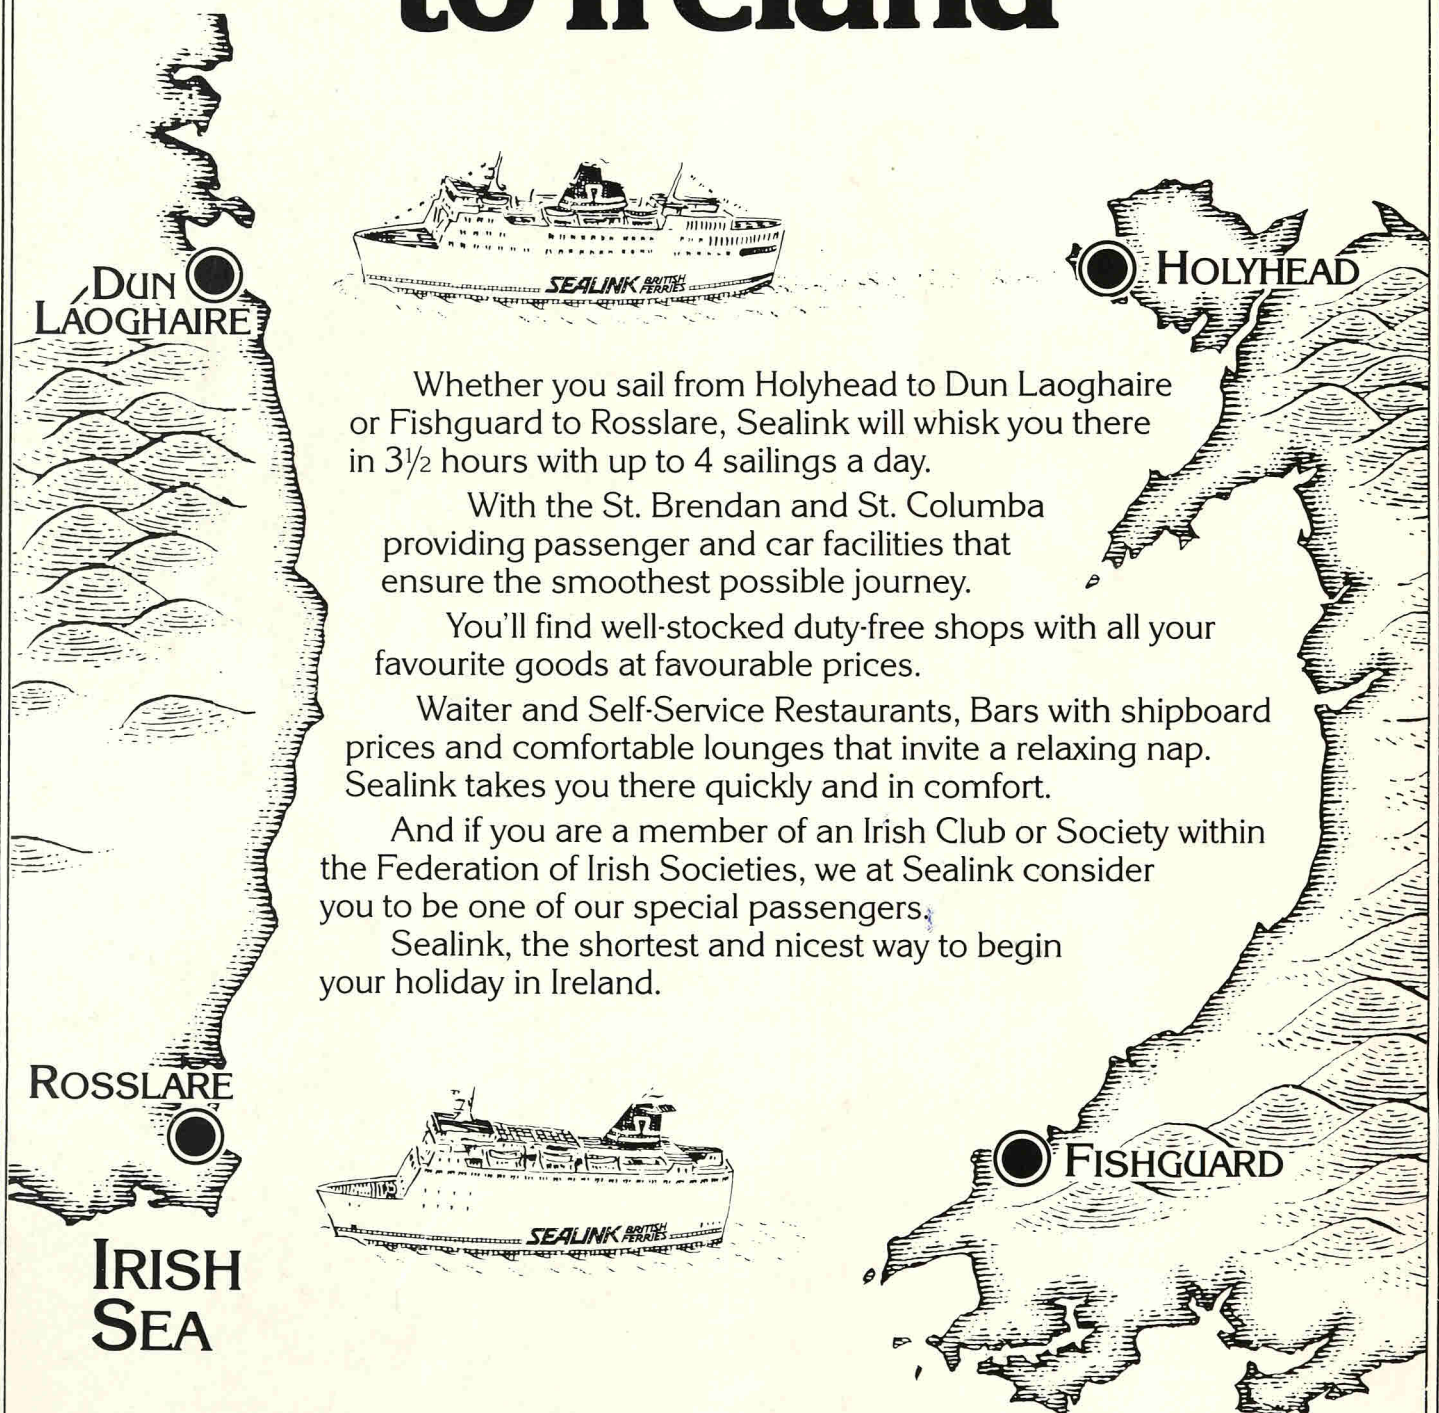 to Ireland
DUN
LAOGHAIRE
HOLYHEAD
SEALINK BRITISH
FERRIES
Whether you sail from Holyhead to Dun Laoghaire
or Fishguard to Rosslare, Sealink will whisk you there
in 3½ hours with up to 4 sailings a day.
With the St. Brendan and St. Columba
providing passenger and car facilities that
ensure the smoothest possible journey.
You'll find well-stocked duty-free shops with all your
favourite goods at favourable prices.
Waiter and Self-Service Restaurants, Bars with shipboard
prices and comfortable lounges that invite a relaxing nap.
Sealink takes you there quickly and in comfort.
And if you are a member of an Irish Club or Society within
the Federation of Irish Societies, we at Sealink consider
you to be one of our special passengers.
Sealink, the shortest and nicest way to begin
your holiday in Ireland.
ROSSLARE
FISHGUARD
SEALINK BRITISH
FERRIES
IRISH
SEA